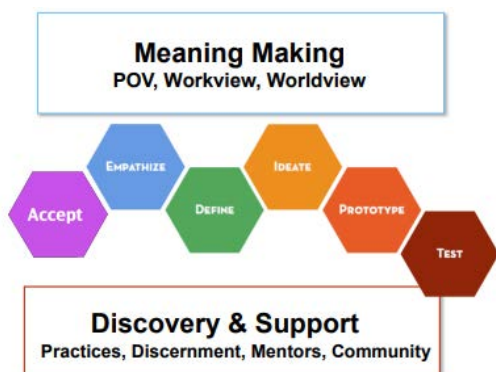 Meaning Making
POV, Workview, Worldview
Accept
EMPATHIZE
DEFINE
IDEATE
PROTOTYPE
TEST
Discovery & Support
Practices, Discernment, Mentors, Community